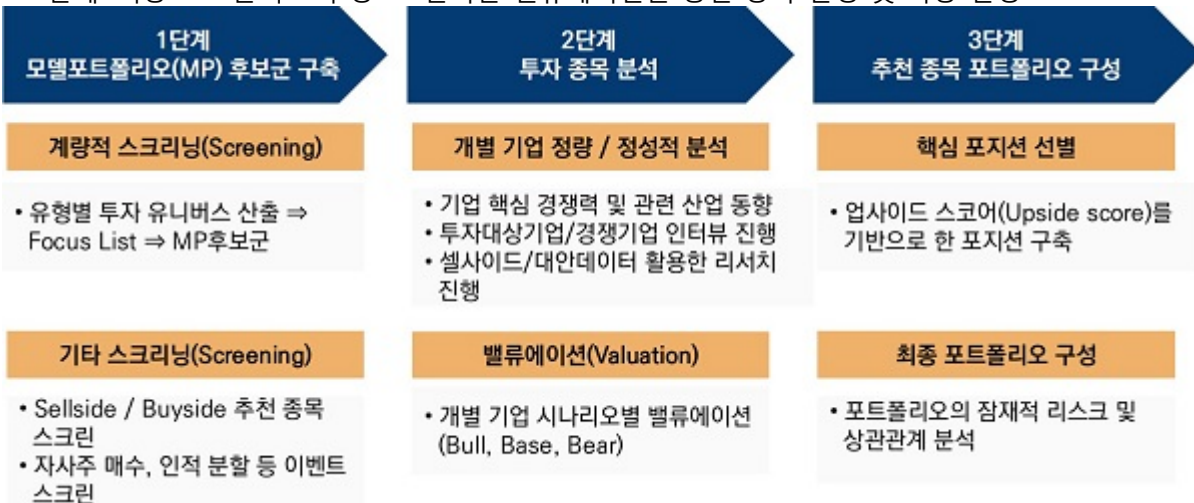 1단계
모델포트폴리오(MP) 후보군 구축
계량적 스크리닝(Screening)
• 유형별 투자 유니버스 산출 ⇒
Focus List ⇒ MP후보군
기타 스크리닝(Screening)
• Sellside / Buyside 추천 종목
스크린
• 자사주 매수, 인적 분할 등 이벤트
스크린
2단계
투자 종목 분석
개별 기업 정량 / 정성적 분석
• 기업 핵심 경쟁력 및 관련 산업 동향
• 투자대상기업/경쟁기업 인터뷰 진행
• 셀사이드/대안데이터 활용한 리서치
진행
밸류에이션(Valuation)
• 개별 기업 시나리오별 밸류에이션
(Bull, Base, Bear)
3단계
추천 종목 포트폴리오 구성
핵심 포지션 선별
• 업사이드 스코어(Upside score)를
기반으로 한 포지션 구축
최종 포트폴리오 구성
• 포트폴리오의 잠재적 리스크 및
상관관계 분석